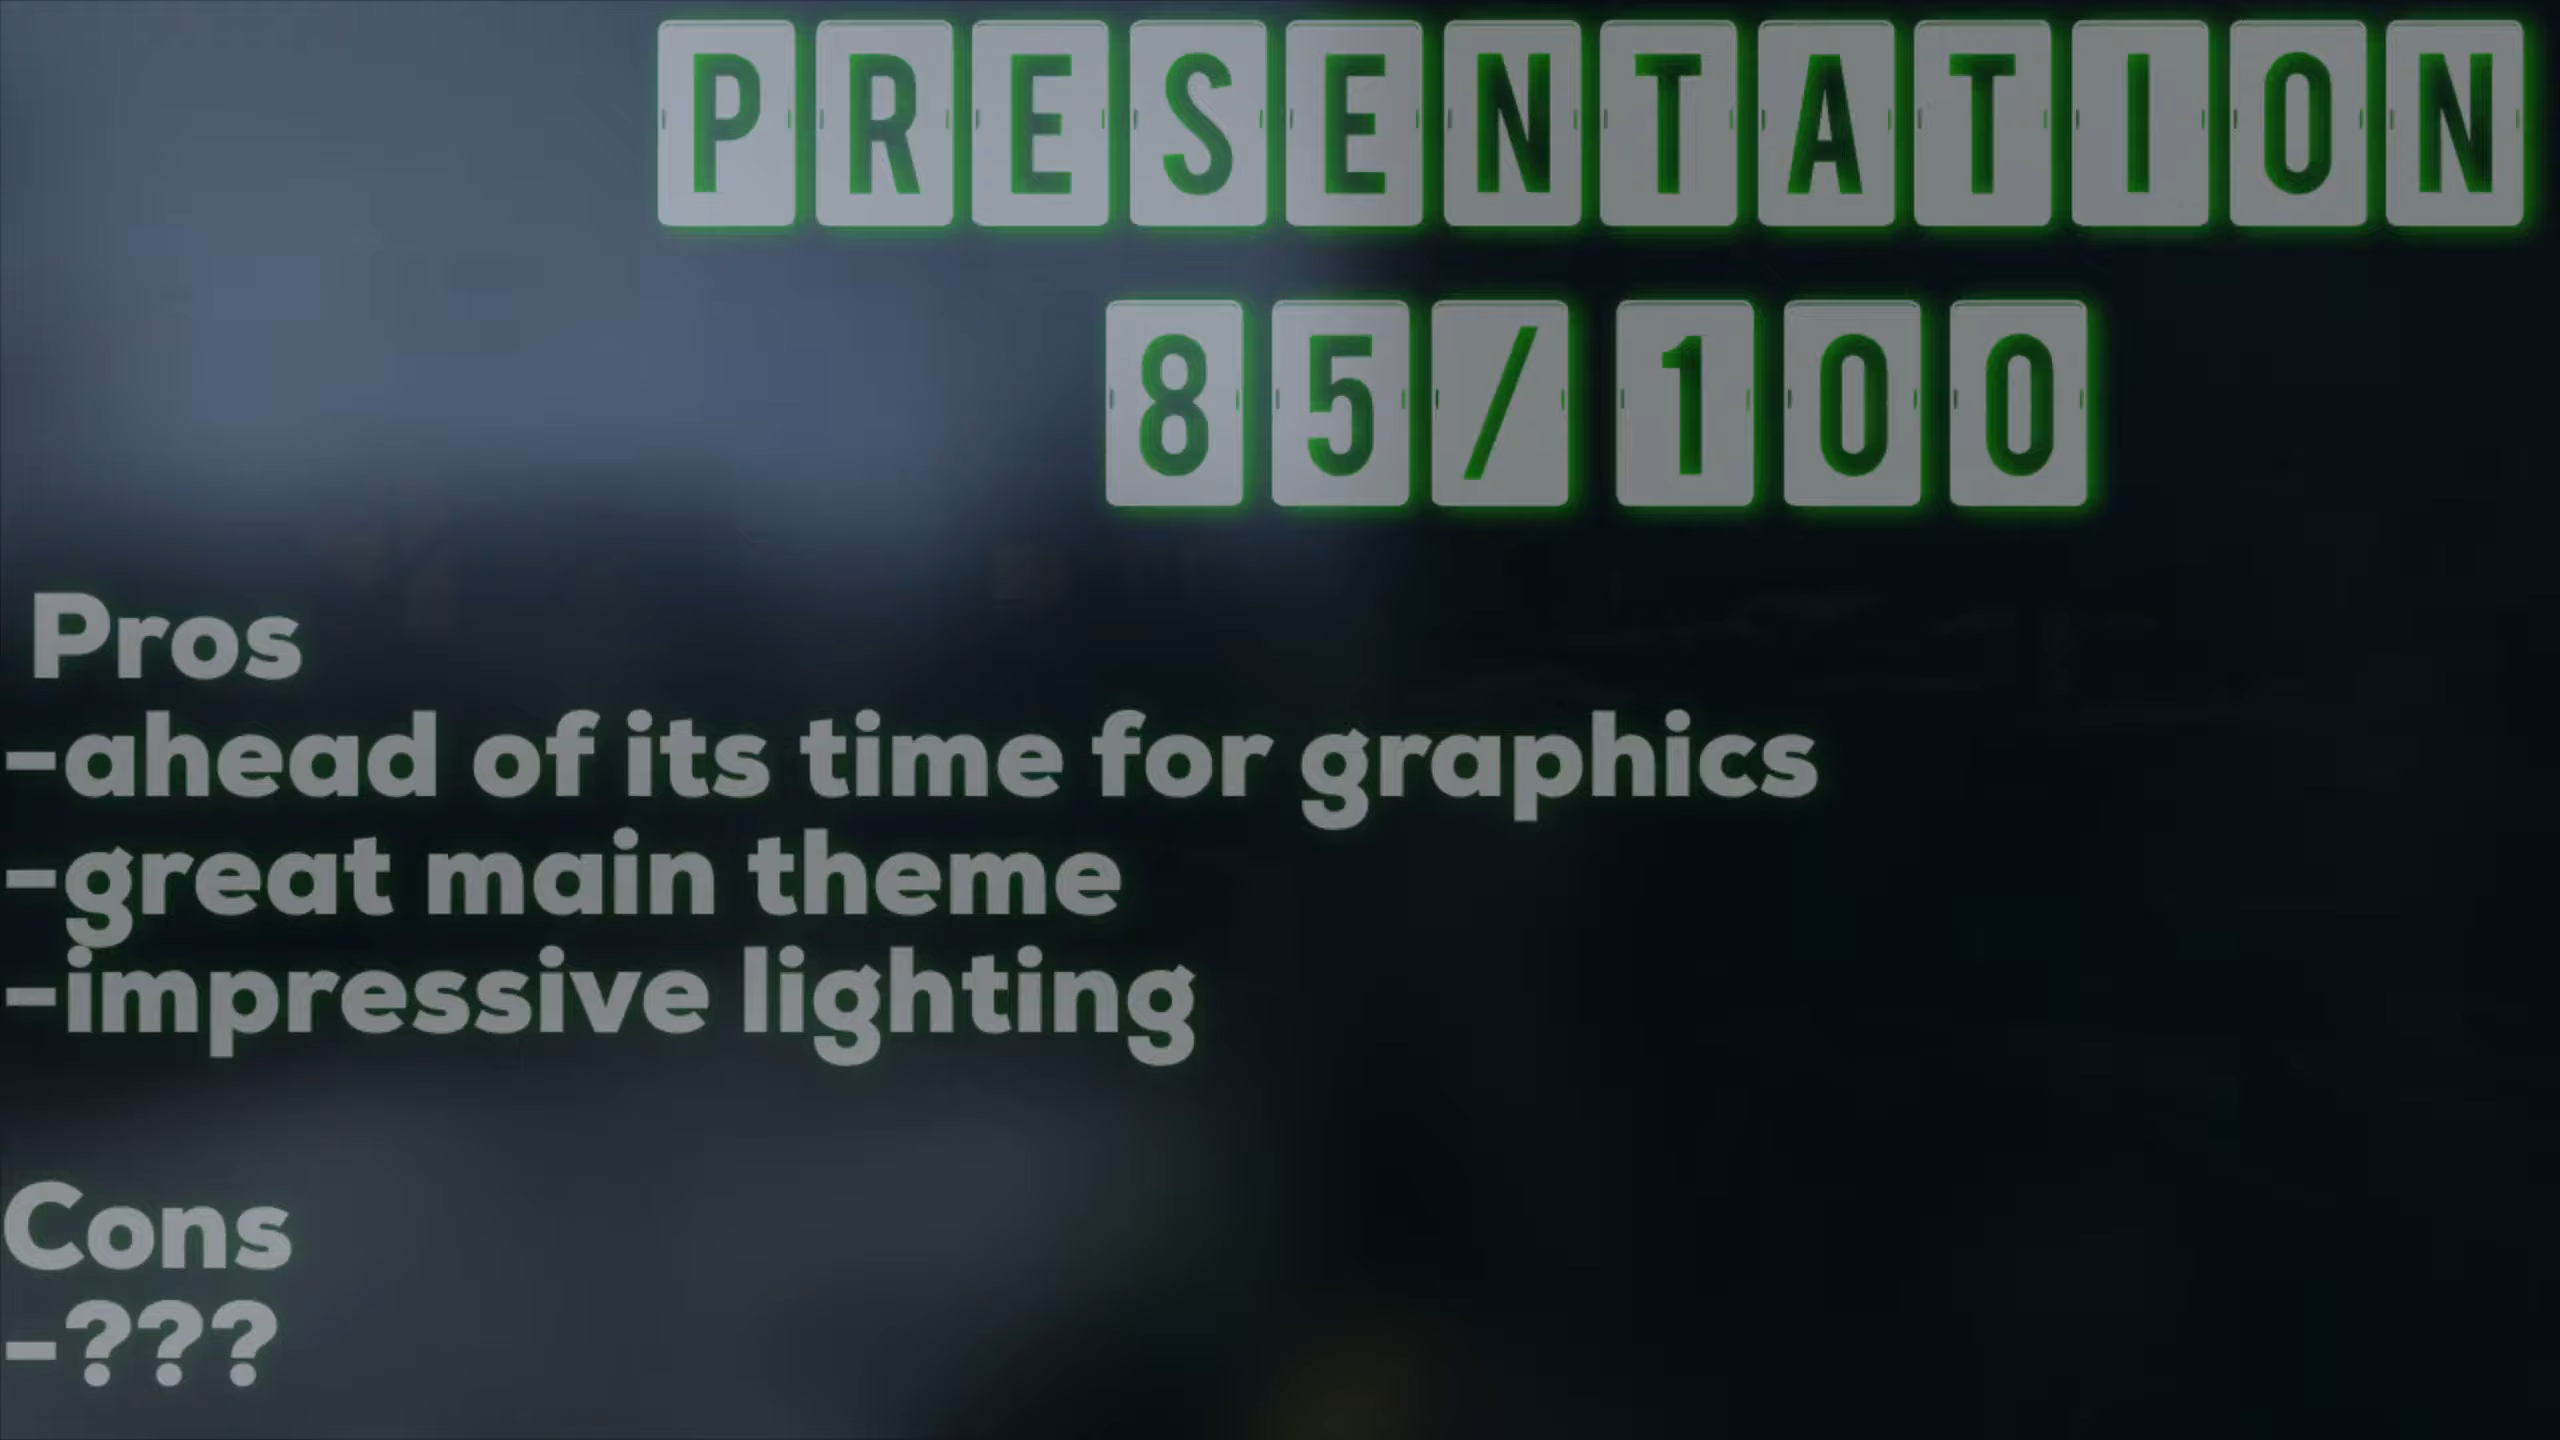 PRESENTATION
85/100
Pros
-ahead of its time for graphics
-great main theme
-impressive lighting
Cons
-???